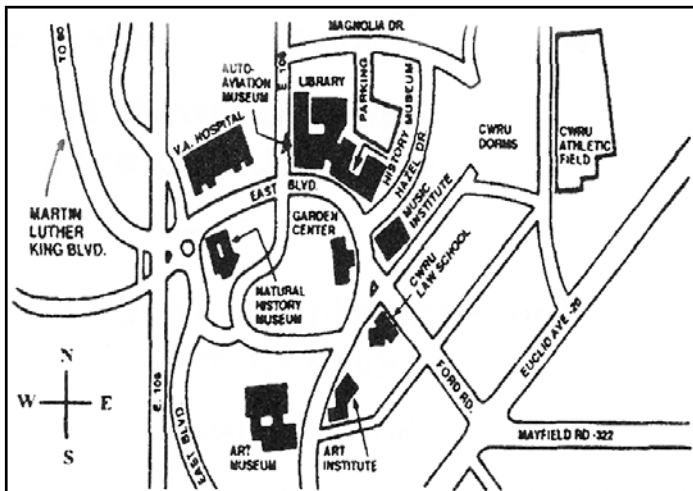 MAGNOLIA DR.
TO 90
E. 108
AUTO-
AVIATION
MUSEUM
LIBRARY
PARKING
HISTORY MUSEUM
HAZEL DR.
CWRU
DORMS
CWRU
ATHLETIC
FIELD
V.A. HOSPITAL
EAST BLVD.
MUSIC
INSTITUTE
MARTIN
LUTHER
KING BLVD.
GARDEN
CENTER
NATURAL
HISTORY
MUSEUM
CWRU
LAW SCHOOL
EUCLID AVE -20
FORD RD.
N
W E
S
E. 105
EAST BLVD
ART
MUSEUM
ART
INSTITUTE
MAYFIELD RD -322